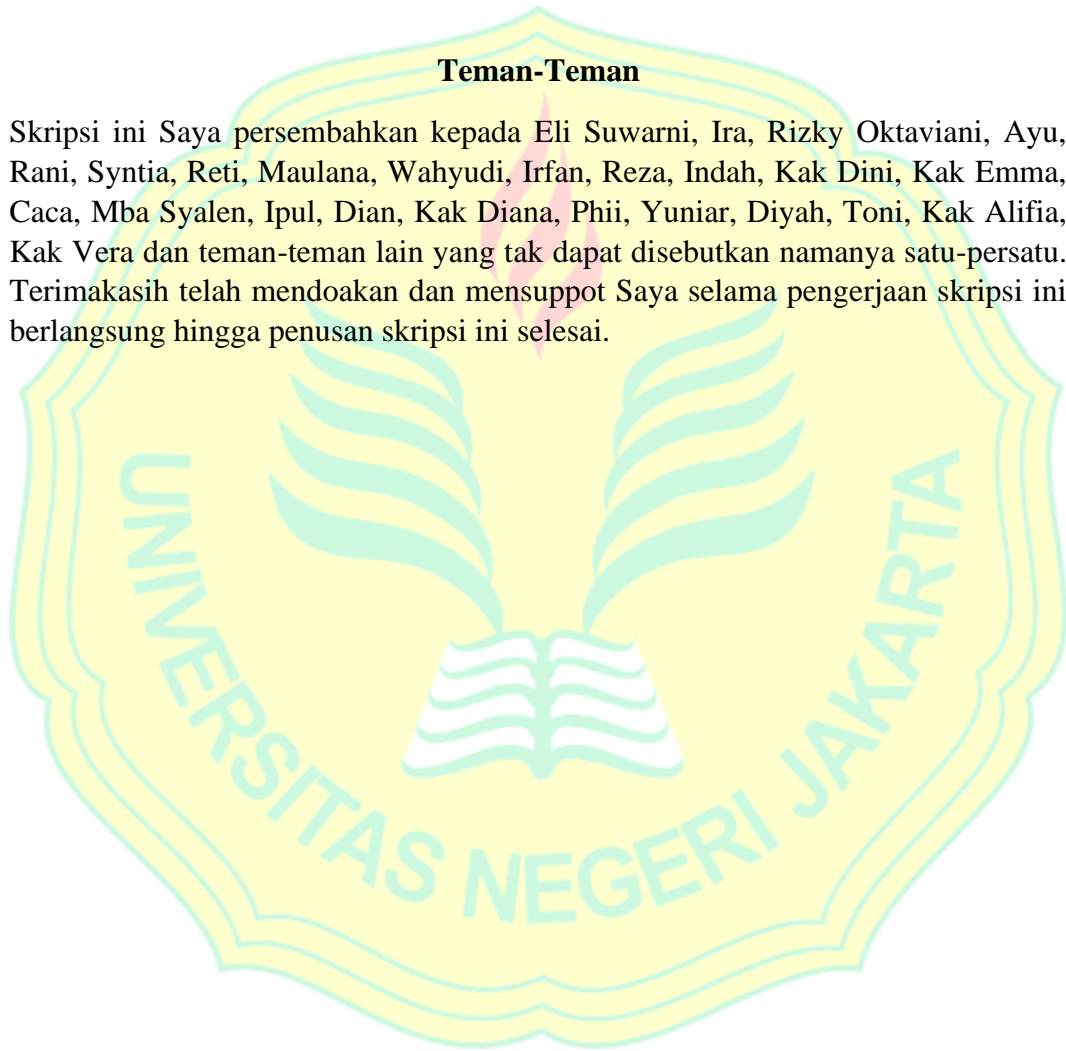 Teman-Teman
Skripsi ini Saya persembahkan kepada Eli Suwarni, Ira, Rizky Oktaviani, Ayu,
Rani, Syntia, Reti, Maulana, Wahyudi, Irfan, Reza, Indah, Kak Dini, Kak Emma,
Caca, Mba Syalen, Ipul, Dian, Kak Diana, Phii, Yuniar, Diyah, Toni, Kak Alifia,
Kak Vera dan teman-teman lain yang tak dapat disebutkan namanya satu-persatu.
Terimakasih telah mendoakan dan mensuppot Saya selama pengerjaan skripsi ini
berlangsung hingga penusan skripsi ini selesai.
UNIVERSITAS NEGERI JAKARTA